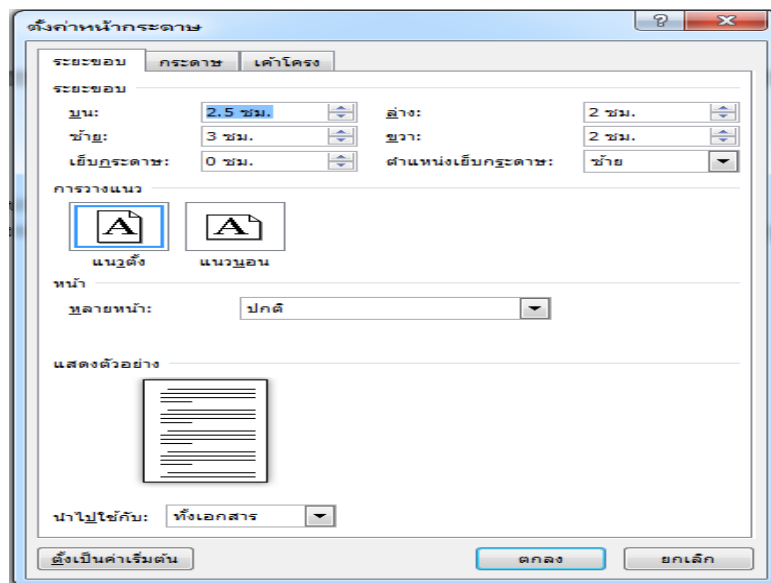 ตั้งค่าหน้ากระดาษ
ระยะขอบ กระดาษ เค้าโครง
ระยะขอบ
บน: 2.5 ซม. ล่าง: 2 ซม.
ซ้าย: 3 ซม. ขวา: 2 ซม.
เย็บกระดาษ: 0 ซม. ตำแหน่งเย็บกระดาษ: ซ้าย
การวางแนว
A A
แนวตั้ง แนวนอน
หน้า
หลายหน้า: ปกติ
แสดงตัวอย่าง
นำไปใช้กับ: ทั้งเอกสาร
ตั้งเป็นค่าเริ่มต้น ตกลง ยกเลิก